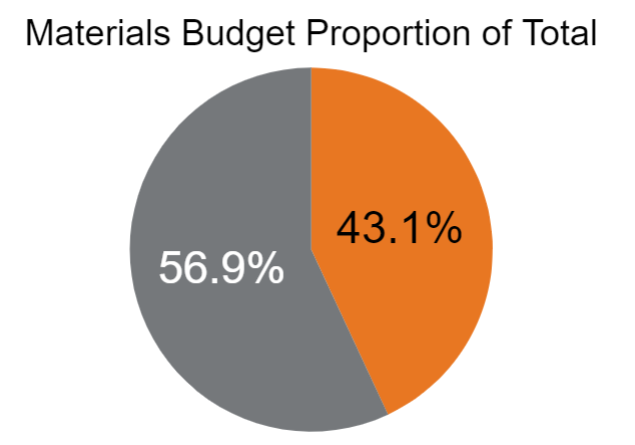 Materials Budget Proportion of Total
43.1%
56.9%